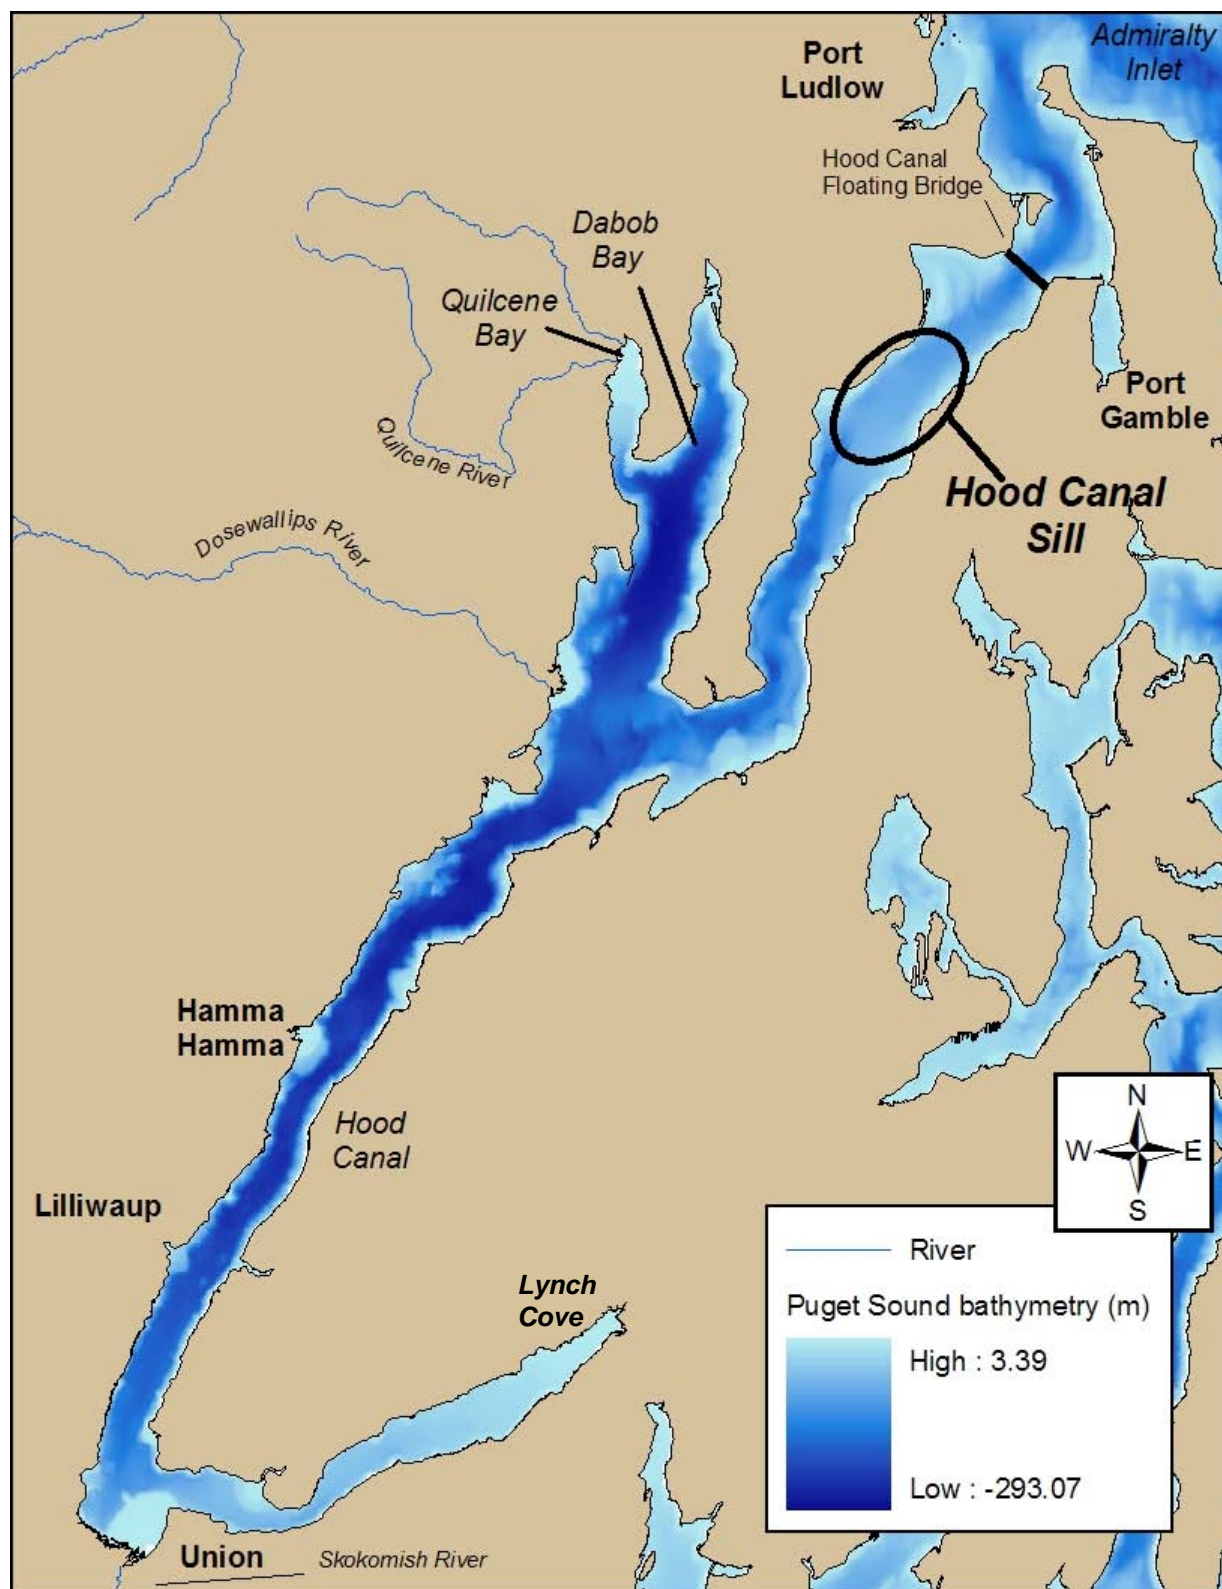 Admiralty
Inlet
Port
Ludlow
Hood Canal
Floating Bridge
Dabob
Bay
Quilcene
Bay
Port
Gamble
Quilcene River
Hood Canal
Sill
Dosewallips River
Hamma
Hamma
Hood
Canal
N
W E
S
Lilliwaup
River
Lynch
Cove
Puget Sound bathymetry (m)
High : 3.39
Low : -293.07
Union
Skokomish River